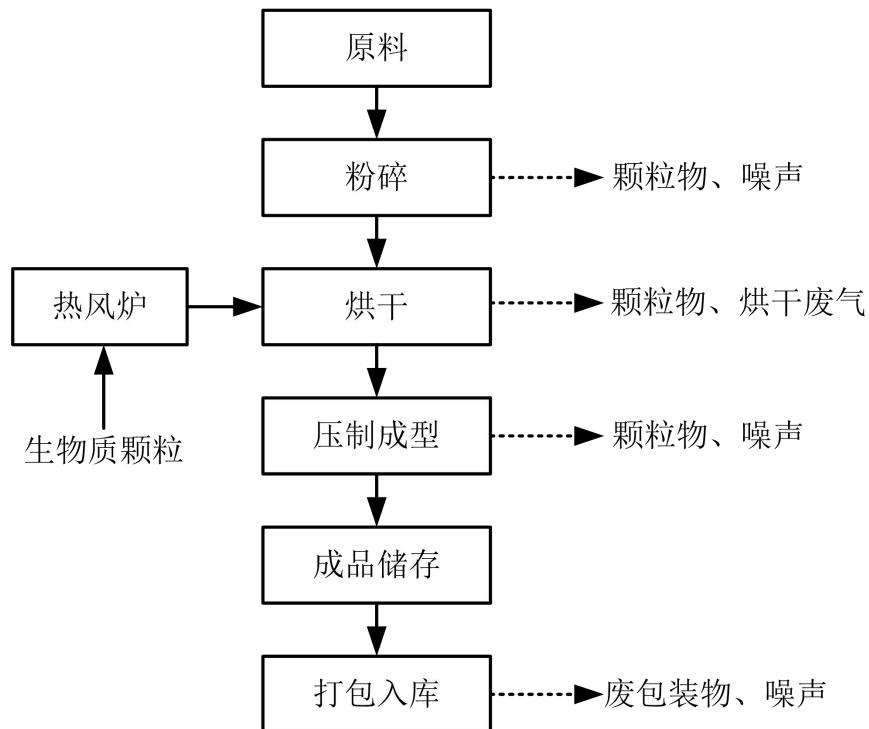 原料
粉碎
颗粒物、噪声
热风炉
烘干
颗粒物、烘干废气
生物质颗粒
压制成型
颗粒物、噪声
成品储存
打包入库
废包装物、噪声